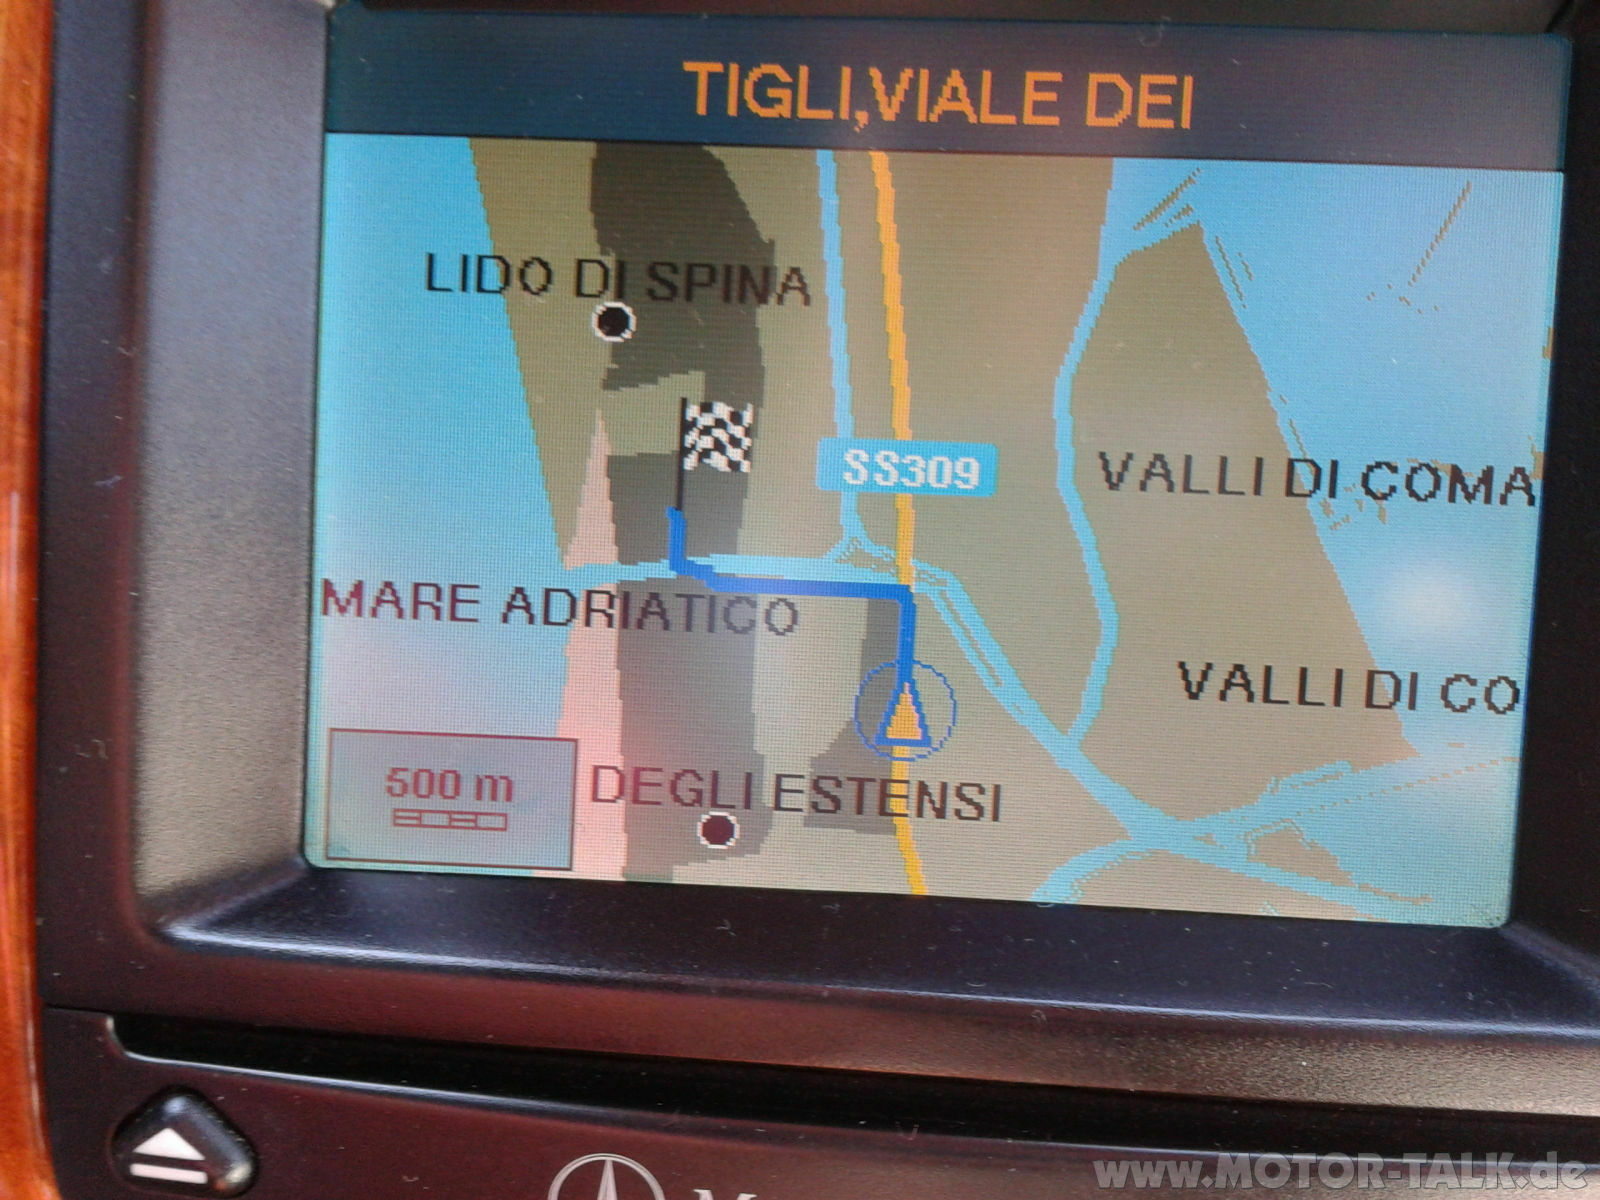 TIGLI,VIALE DEI
LIDO DI SPINA
SS309
VALLI DI COMA
MARE ADRIATICO
VALLI DI CO
500 m
DEGLI ESTENSI
www.MOTOR-TALK.de